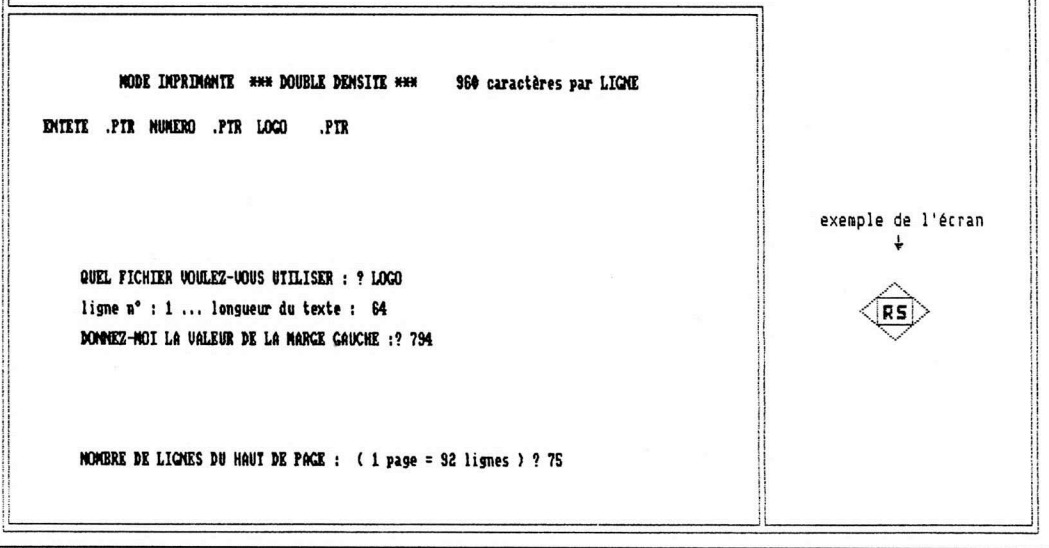 MODE IMPRIMANTE *** DOUBLE DENSITE *** 960 caractères par LIGNE
ENTETE .PTR NUMERO .PTR LOGO .PTR
QUEL FICHIER VOULEZ-VOUS UTILISER : ? LOGO
ligne n° : 1 ... longueur du texte : 64
DONNEZ-MOI LA VALEUR DE LA MARGE GAUCHE :? 794
NOMBRE DE LIGNES DU HAUT DE PAGE : ( 1 page = 92 lignes ) ? 75
exemple de l'écran
RS